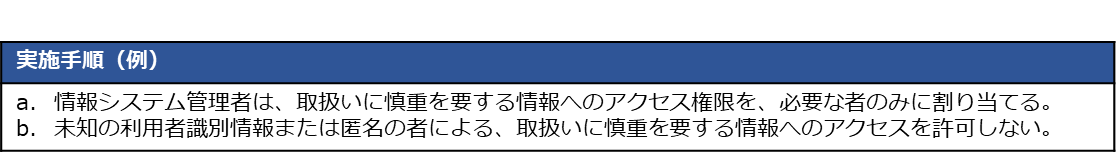 実施手順（例）
a. 情報システム管理者は、取扱いに慎重を要する情報へのアクセス権限を、必要な者のみに割り当てる。
b. 未知の利用者識別情報または匿名の者による、取扱いに慎重を要する情報へのアクセスを許可しない。